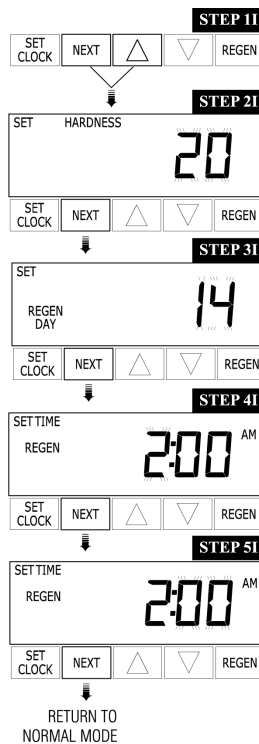 STEP 1I
SET CLOCK NEXT REGEN
STEP 2I
SET HARDNESS
20
SET CLOCK NEXT REGEN
STEP 3I
SET
14
REGEN DAY
SET CLOCK NEXT REGEN
STEP 4I
SET TIME
REGEN 2:00 AM
SET CLOCK NEXT REGEN
STEP 5I
SET TIME
REGEN 2:00 AM
SET CLOCK NEXT REGEN
RETURN TO
NORMAL MODE